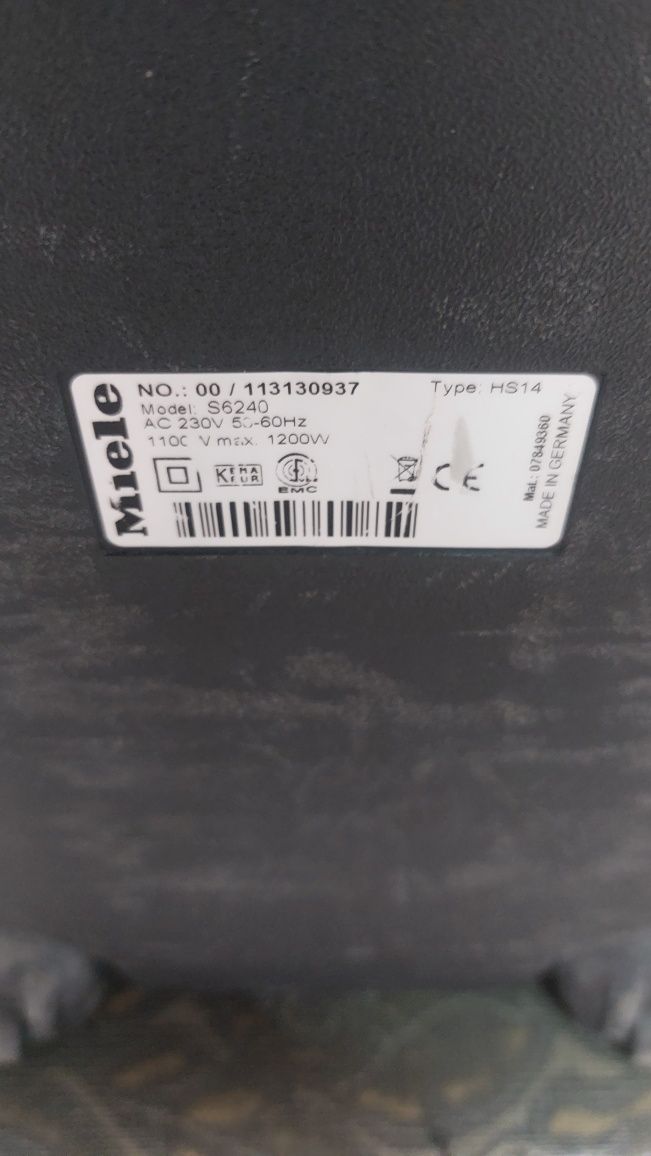 Miele
NO.: 00 / 113130937 Type: HS14
Model: S6240
AC 230V 50-60Hz
1100 W max. 1200W
KEMA
KEUR
EMC
CE
Mat.: 07849360
MADE IN GERMANY